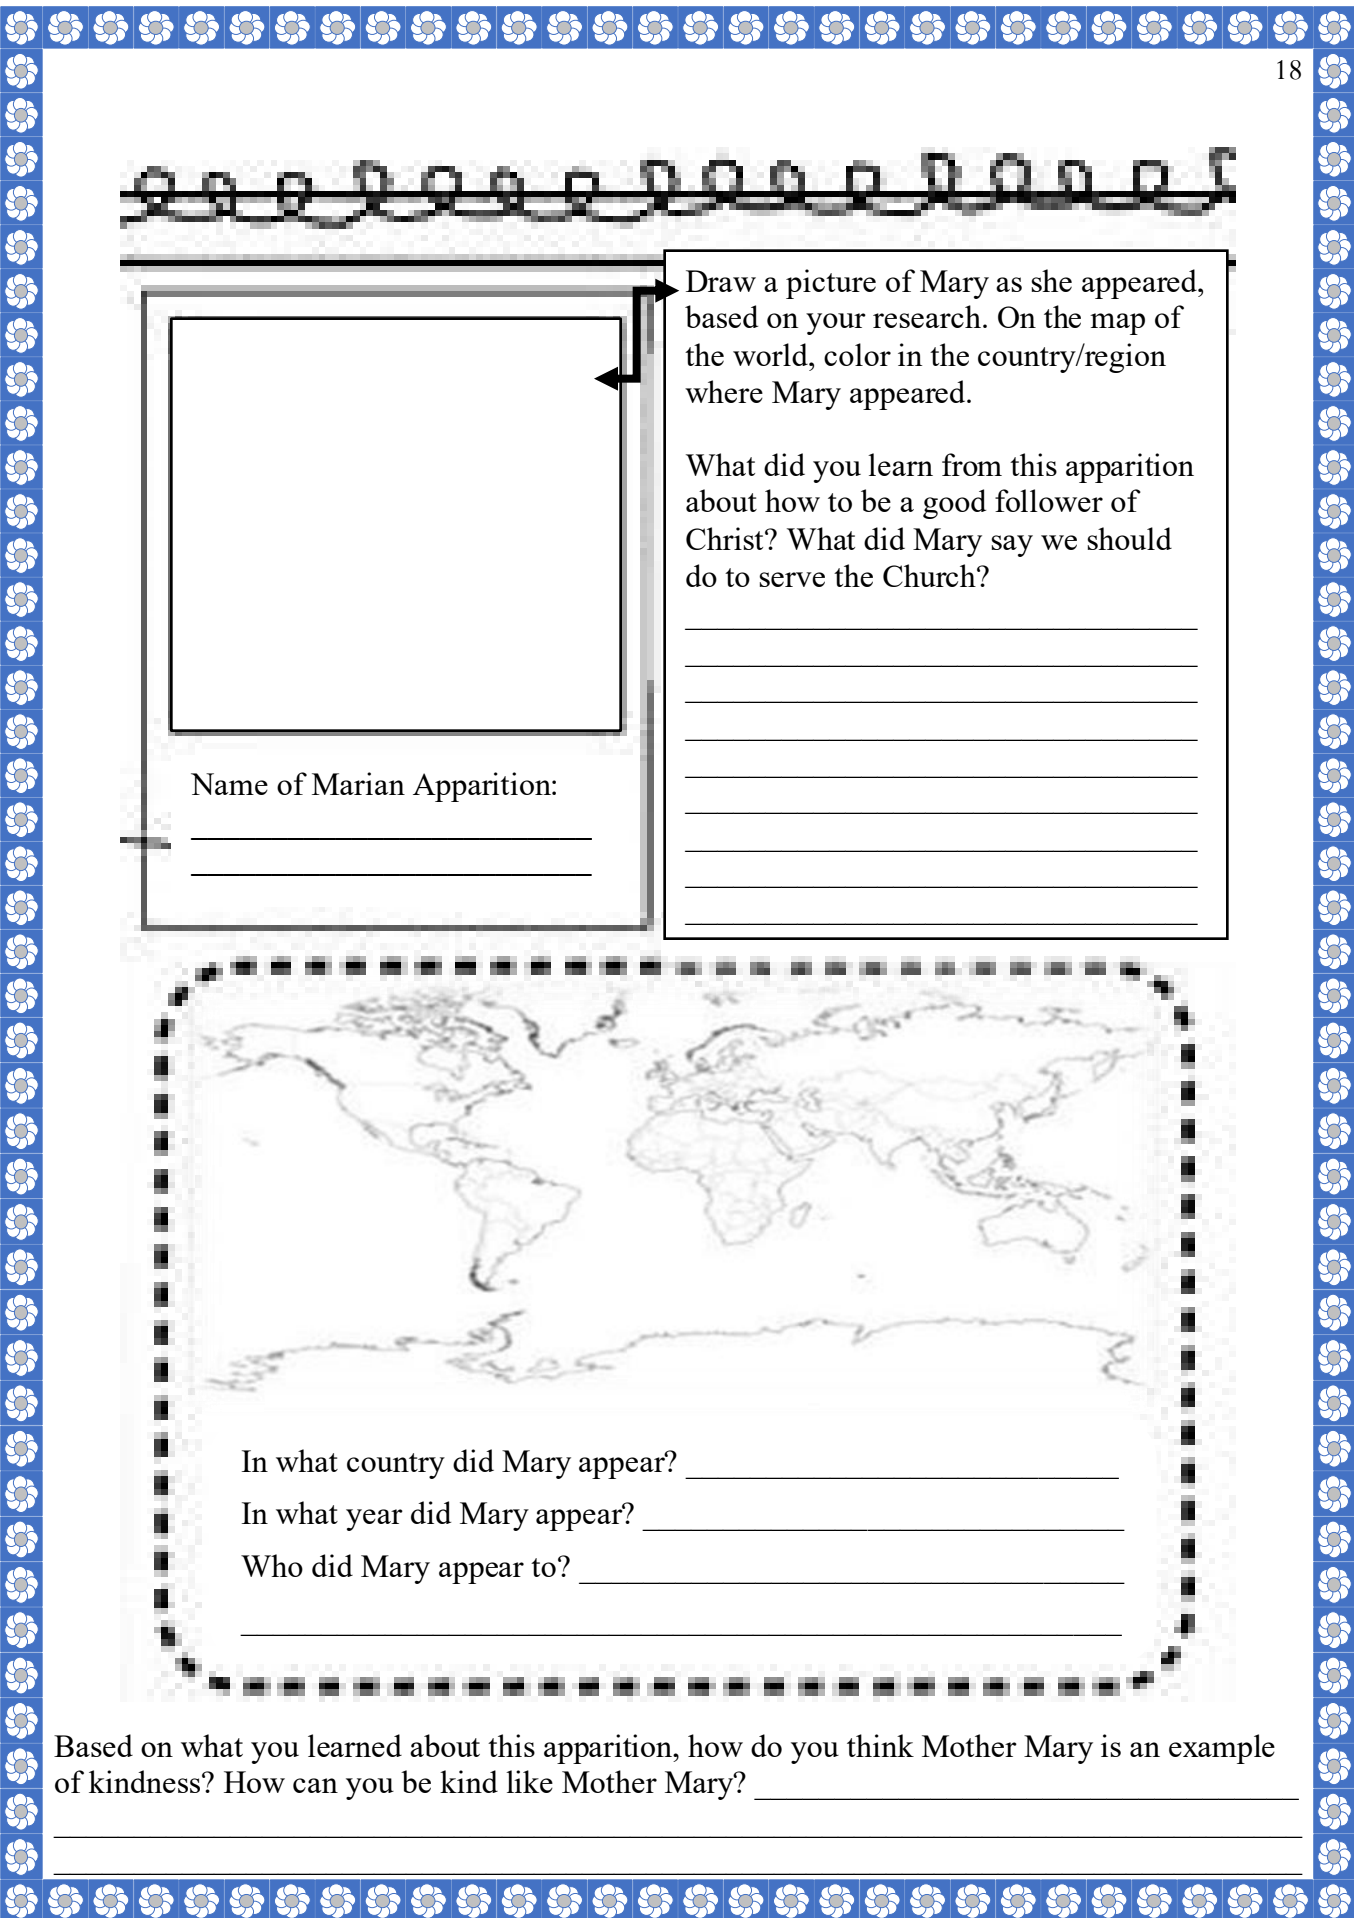 18
Draw a picture of Mary as she appeared,
based on your research. On the map of
the world, color in the country/region
where Mary appeared.
What did you learn from this apparition
about how to be a good follower of
Christ? What did Mary say we should
do to serve the Church?
Name of Marian Apparition:
In what country did Mary appear?
In what year did Mary appear?
Who did Mary appear to?
Based on what you learned about this apparition, how do you think Mother Mary is an example
of kindness? How can you be kind like Mother Mary?